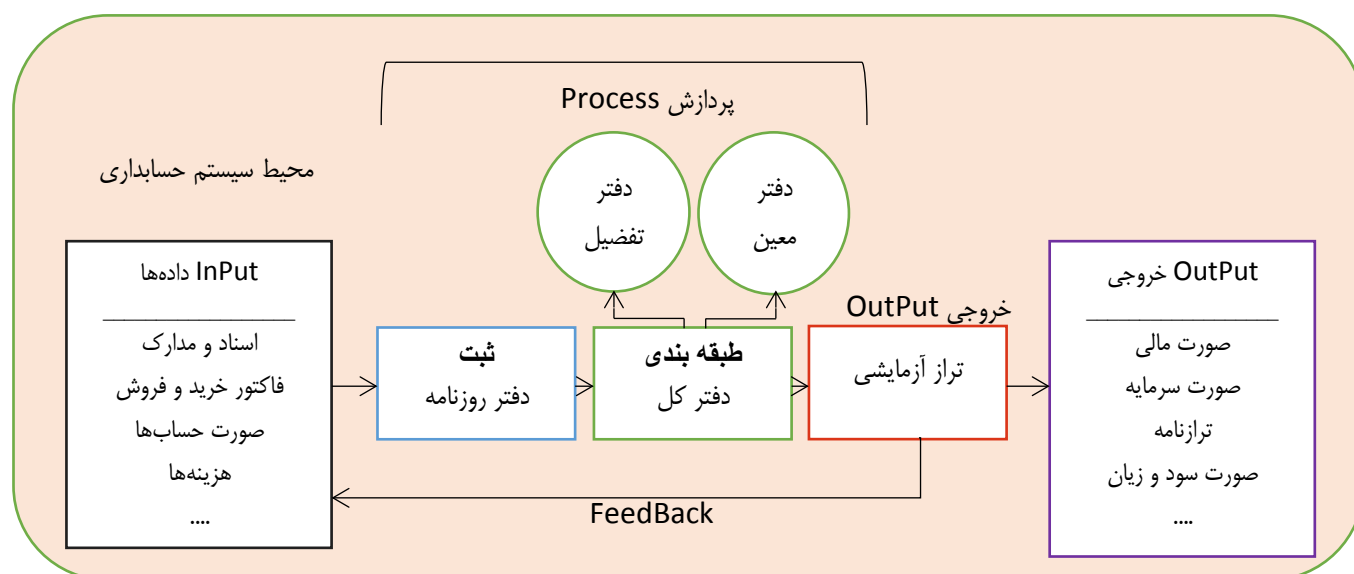 پردازش Process
محیط سیستم حسابداری
دفتر
تفضیل
دفتر
معین
InPut داده‌ها
اسناد و مدارک
فاکتور خرید و فروش
صورت حساب‌ها
هزینه‌ها
....
ثبت
دفتر روزنامه
طبقه بندی
دفتر کل
خروجی OutPut
تراز آزمایشی
OutPut خروجی
صورت مالی
صورت سرمایه
ترازنامه
صورت سود و زیان
....
FeedBack